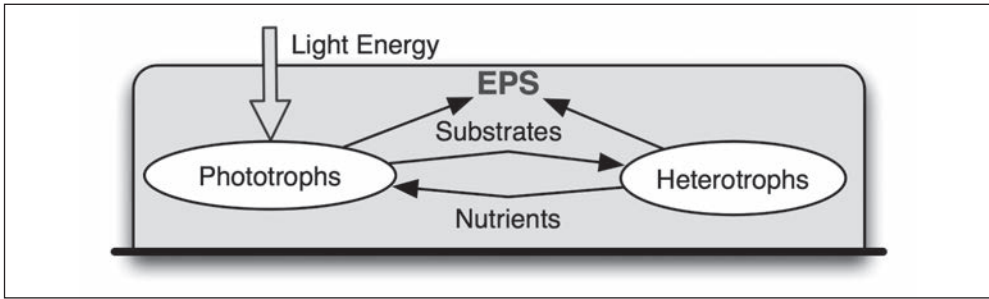 Light Energy
EPS
Substrates
Phototrophs
Heterotrophs
Nutrients